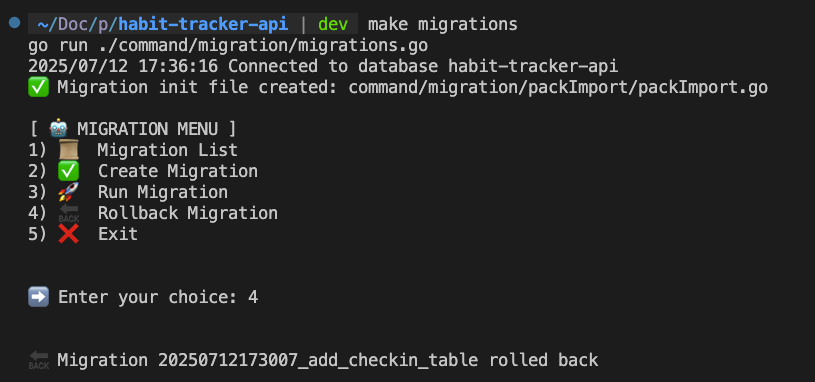 ~/Doc/p/habit-tracker-api | dev make migrations
go run ./command/migration/migrations.go
2025/07/12 17:36:16 Connected to database habit-tracker-api
✅ Migration init file created: command/migration/packImport/packImport.go
[ 🤖 MIGRATION MENU ]
1) 📜 Migration List
2) ✅ Create Migration
3) 🚀 Run Migration
4) 🔙 Rollback Migration
5) ❌ Exit
➡️ Enter your choice: 4
🔙 Migration 20250712173007_add_checkin_table rolled back